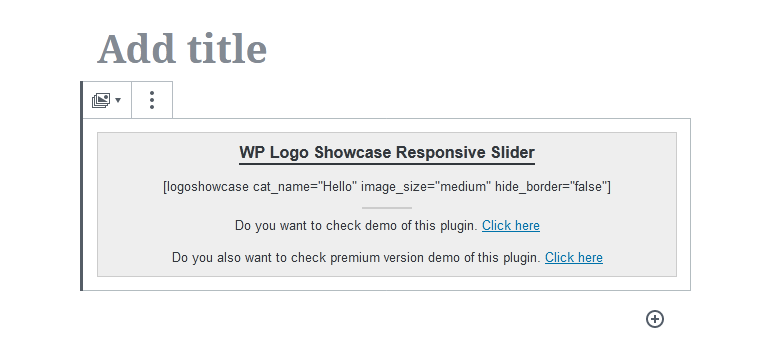 Add title
WP Logo Showcase Responsive Slider
[logoshowcase cat_name="Hello" image_size="medium" hide_border="false"]
Do you want to check demo of this plugin. Click here
Do you also want to check premium version demo of this plugin. Click here